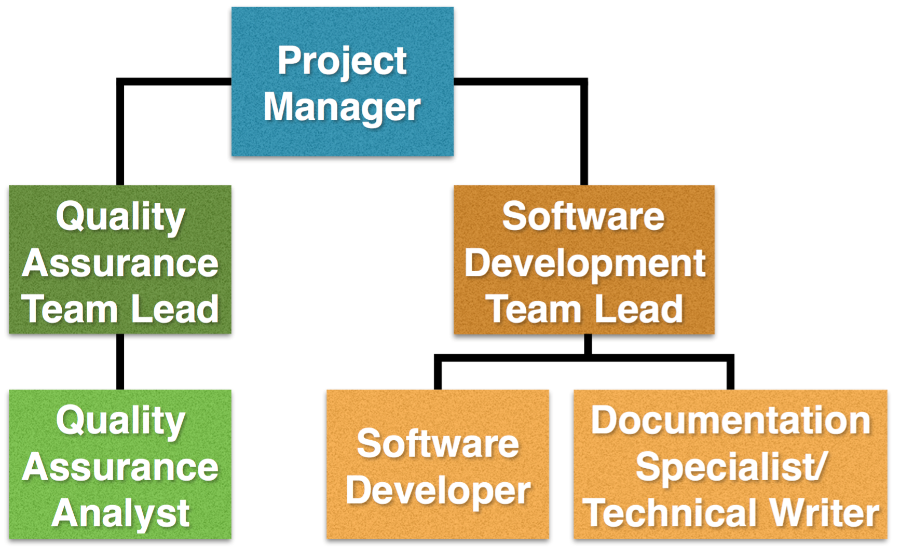 Project
Manager
Quality
Assurance
Team Lead
Software
Development
Team Lead
Quality
Assurance
Analyst
Software
Developer
Documentation
Specialist/
Technical Writer